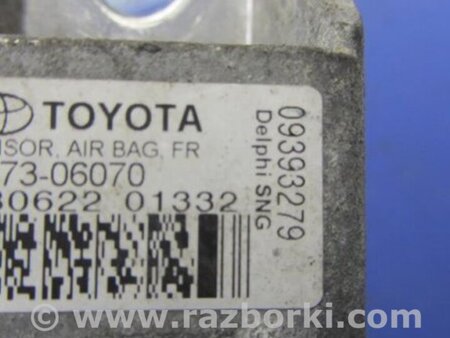 TOYOTA
SOR, AIR BAG, FR
73-06070
30622 01332
09393279
Delphi SNG
www.razborki.com